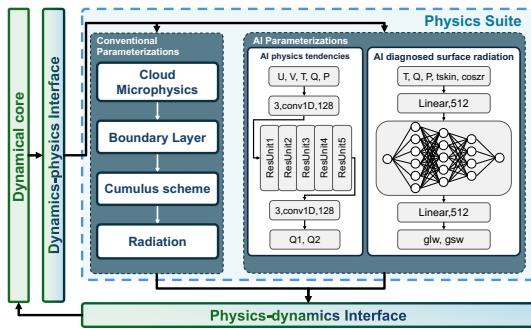 Physics Suite
Dynamical core
Dynamics-physics Interface
Conventional
Parameterizations
Cloud
Microphysics
Boundary Layer
Cumulus scheme
Radiation
AI Parameterizations
AI physics tendencies
U, V, T, Q, P
3,conv1D,128
ResUnit1
ResUnit2
ResUnit3
ResUnit4
ResUnit5
3,conv1D,128
Q1, Q2
AI diagnosed surface radiation
T, Q, P, tskin, coszr
Linear,512
Linear,512
glw, gsw
Physics-dynamics Interface